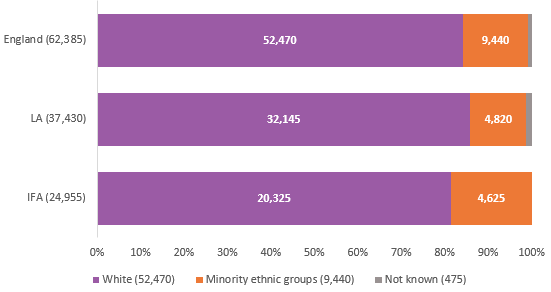 England (62,385) 52,470 9,440
LA (37,430) 32,145 4,820
IFA (24,955) 20,325 4,625
0% 10% 20% 30% 40% 50% 60% 70% 80% 90% 100%
White (52,470) Minority ethnic groups (9,440) Not known (475)